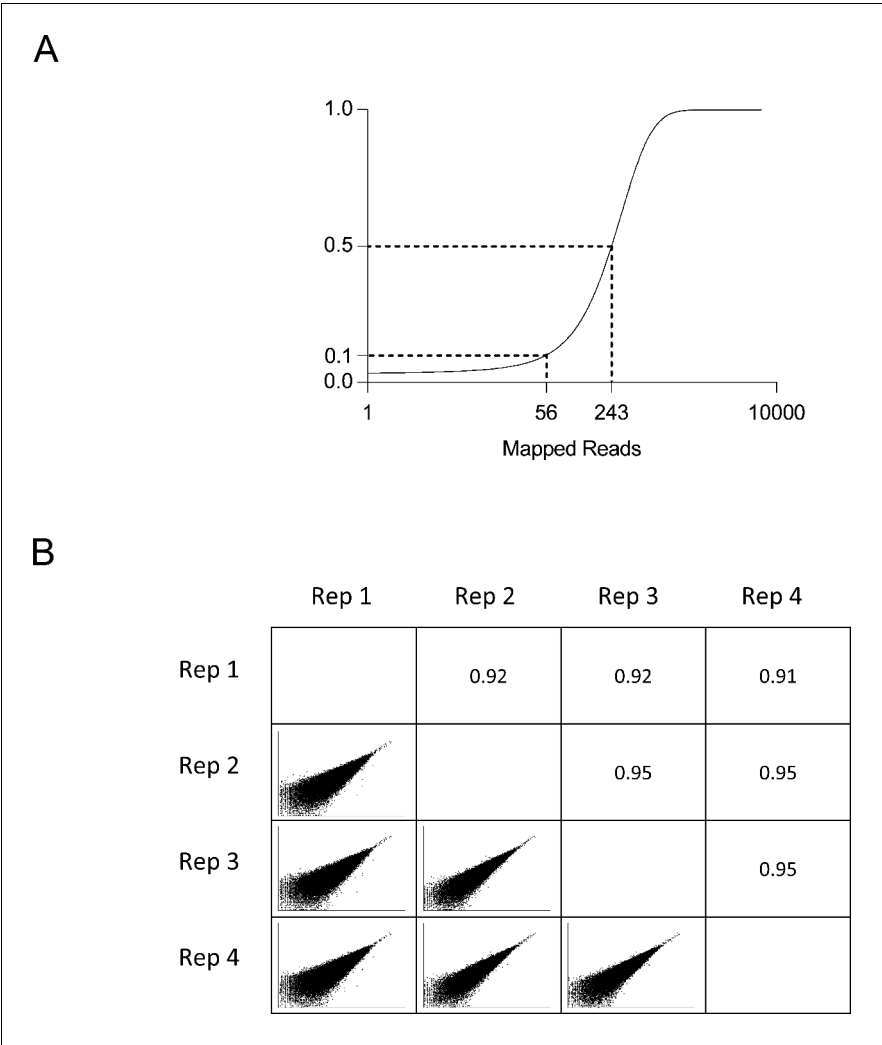 A
1.0
0.5
0.1
0.0
1 56 243 10000
Mapped Reads
B
Rep 1 Rep 2 Rep 3 Rep 4
Rep 1 0.92 0.92 0.91
Rep 2 0.95 0.95
Rep 3 0.95
Rep 4